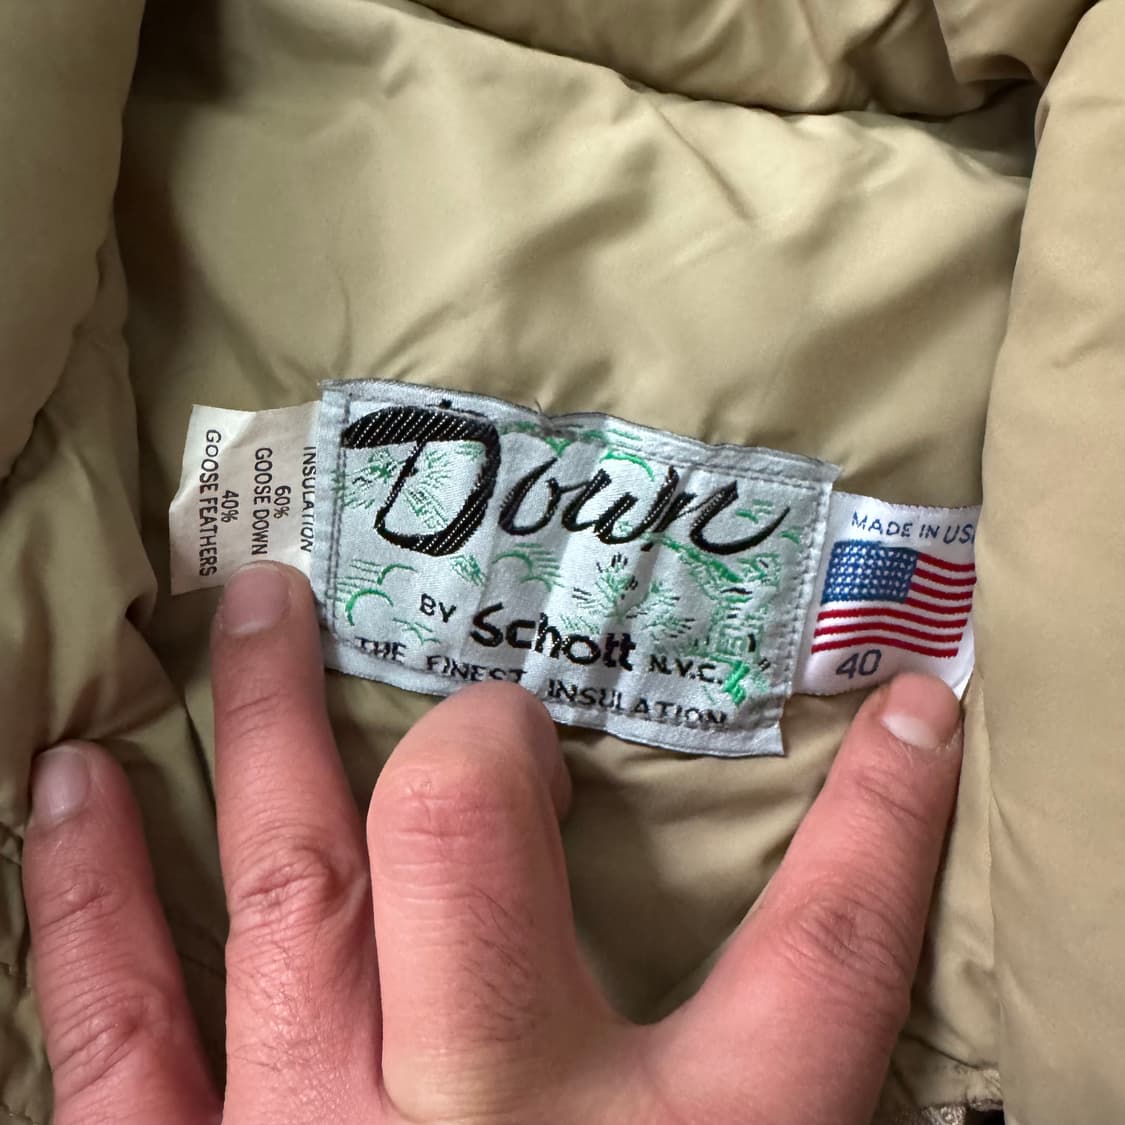 INSULATION
60%
GOOSE DOWN
40%
GOOSE FEATHERS
Down
BY Schott N.Y.C.
THE FINEST INSULATION
MADE IN USA
40